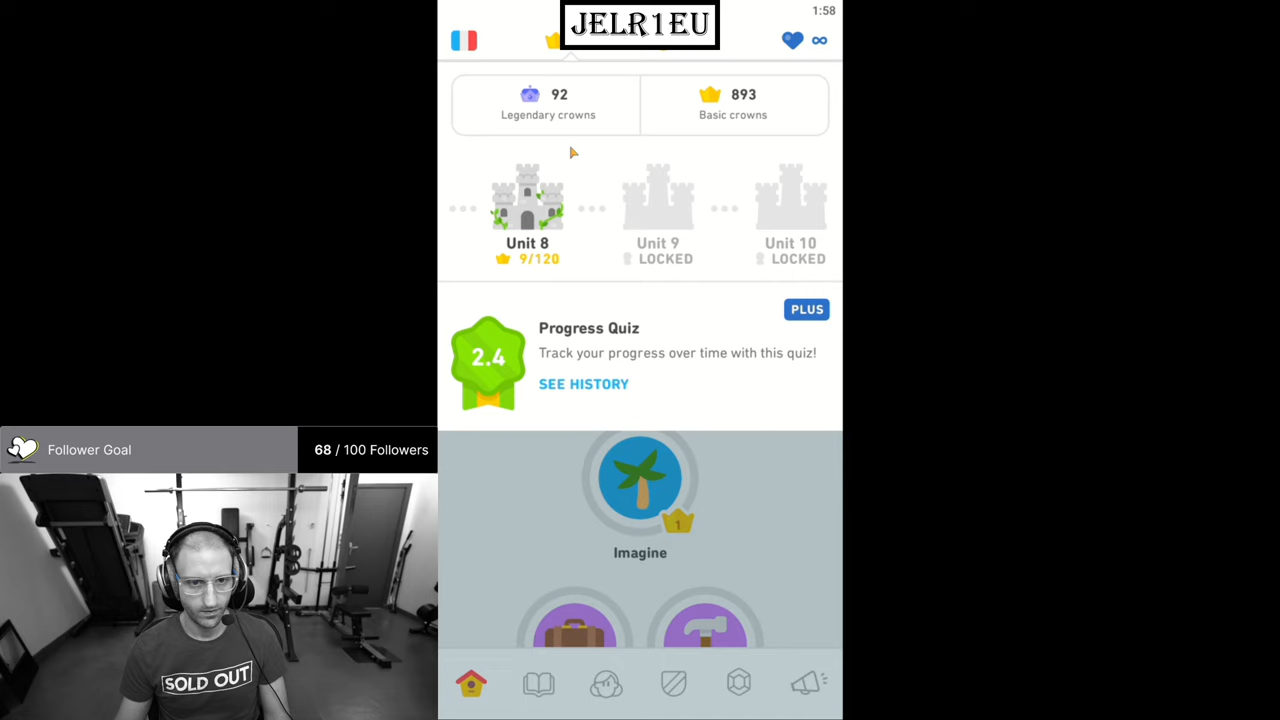 JELR1EU
1:58
92
Legendary crowns
893
Basic crowns
Unit 8
9/120
Unit 9
LOCKED
Unit 10
LOCKED
PLUS
Progress Quiz
2.4
Track your progress over time with this quiz!
SEE HISTORY
Follower Goal
68 / 100 Followers
1
Imagine
SOLD OUT